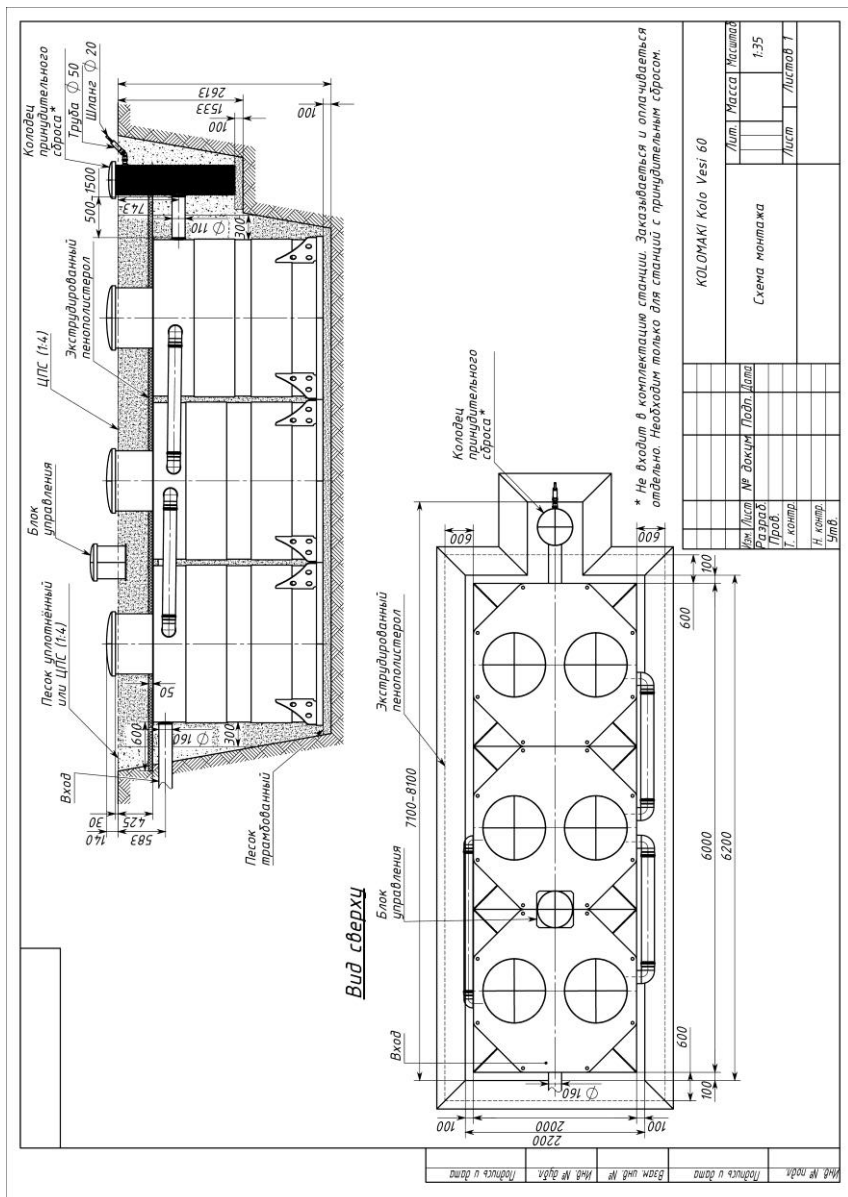 Колодец
принудительного
сброса*
Труба ∅ 50
Шланг ∅ 20
ЦПС (1:4)
Экструдированный
пенополистерол
Блок
управления
Песок уплотнённый
или ЦПС (1:4)
Вход
Песок
трамбованный
140
30
425
583
600
50
∅ 160
300
500-1500
743
∅ 110
300
100
1533
2613
100
Вид сверху
Колодец
принудительного
сброса*
Экструдированный
пенополистерол
Блок
управления
Вход
7100-8100
6000
6200
600
100
600
100
600
600
∅ 160
100
2000
100
2200
* Не входит в комплектацию станции. Заказывается и оплачивается
отдельно. Необходим только для станций с принудительным сбросом.
KOLOMAKI Kolo Vesi 60
Схема монтажа
Лит. Масса Масштаб
1:35
Лист Листов 1
Изм. Лист № докум. Подп. Дата
Разраб.
Пров.
Т. контр.
Н. контр.
Утв.
Подпись и дата
Инв. № дубл.
Взам. инв. №
Подпись и дата
Инв. № подл.